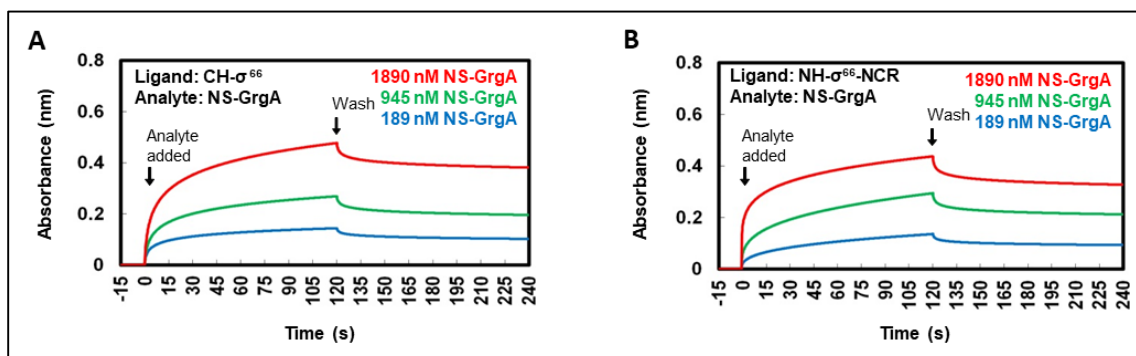 A
Ligand: CH-σ⁶⁶
Analyte: NS-GrgA
1890 nM NS-GrgA
945 nM NS-GrgA
189 nM NS-GrgA
Wash
Analyte
added
Absorbance (nm)
0.8
0.6
0.4
0.2
0
-15 0 15 30 45 60 75 90 105 120 135 150 165 180 195 210 225 240
Time (s)
B
Ligand: NH-σ⁶⁶-NCR
Analyte: NS-GrgA
1890 nM NS-GrgA
945 nM NS-GrgA
189 nM NS-GrgA
Wash
Analyte
added
Absorbance (nm)
0.8
0.6
0.4
0.2
0
-15 0 15 30 45 60 75 90 105 120 135 150 165 180 195 210 225 240
Time (s)